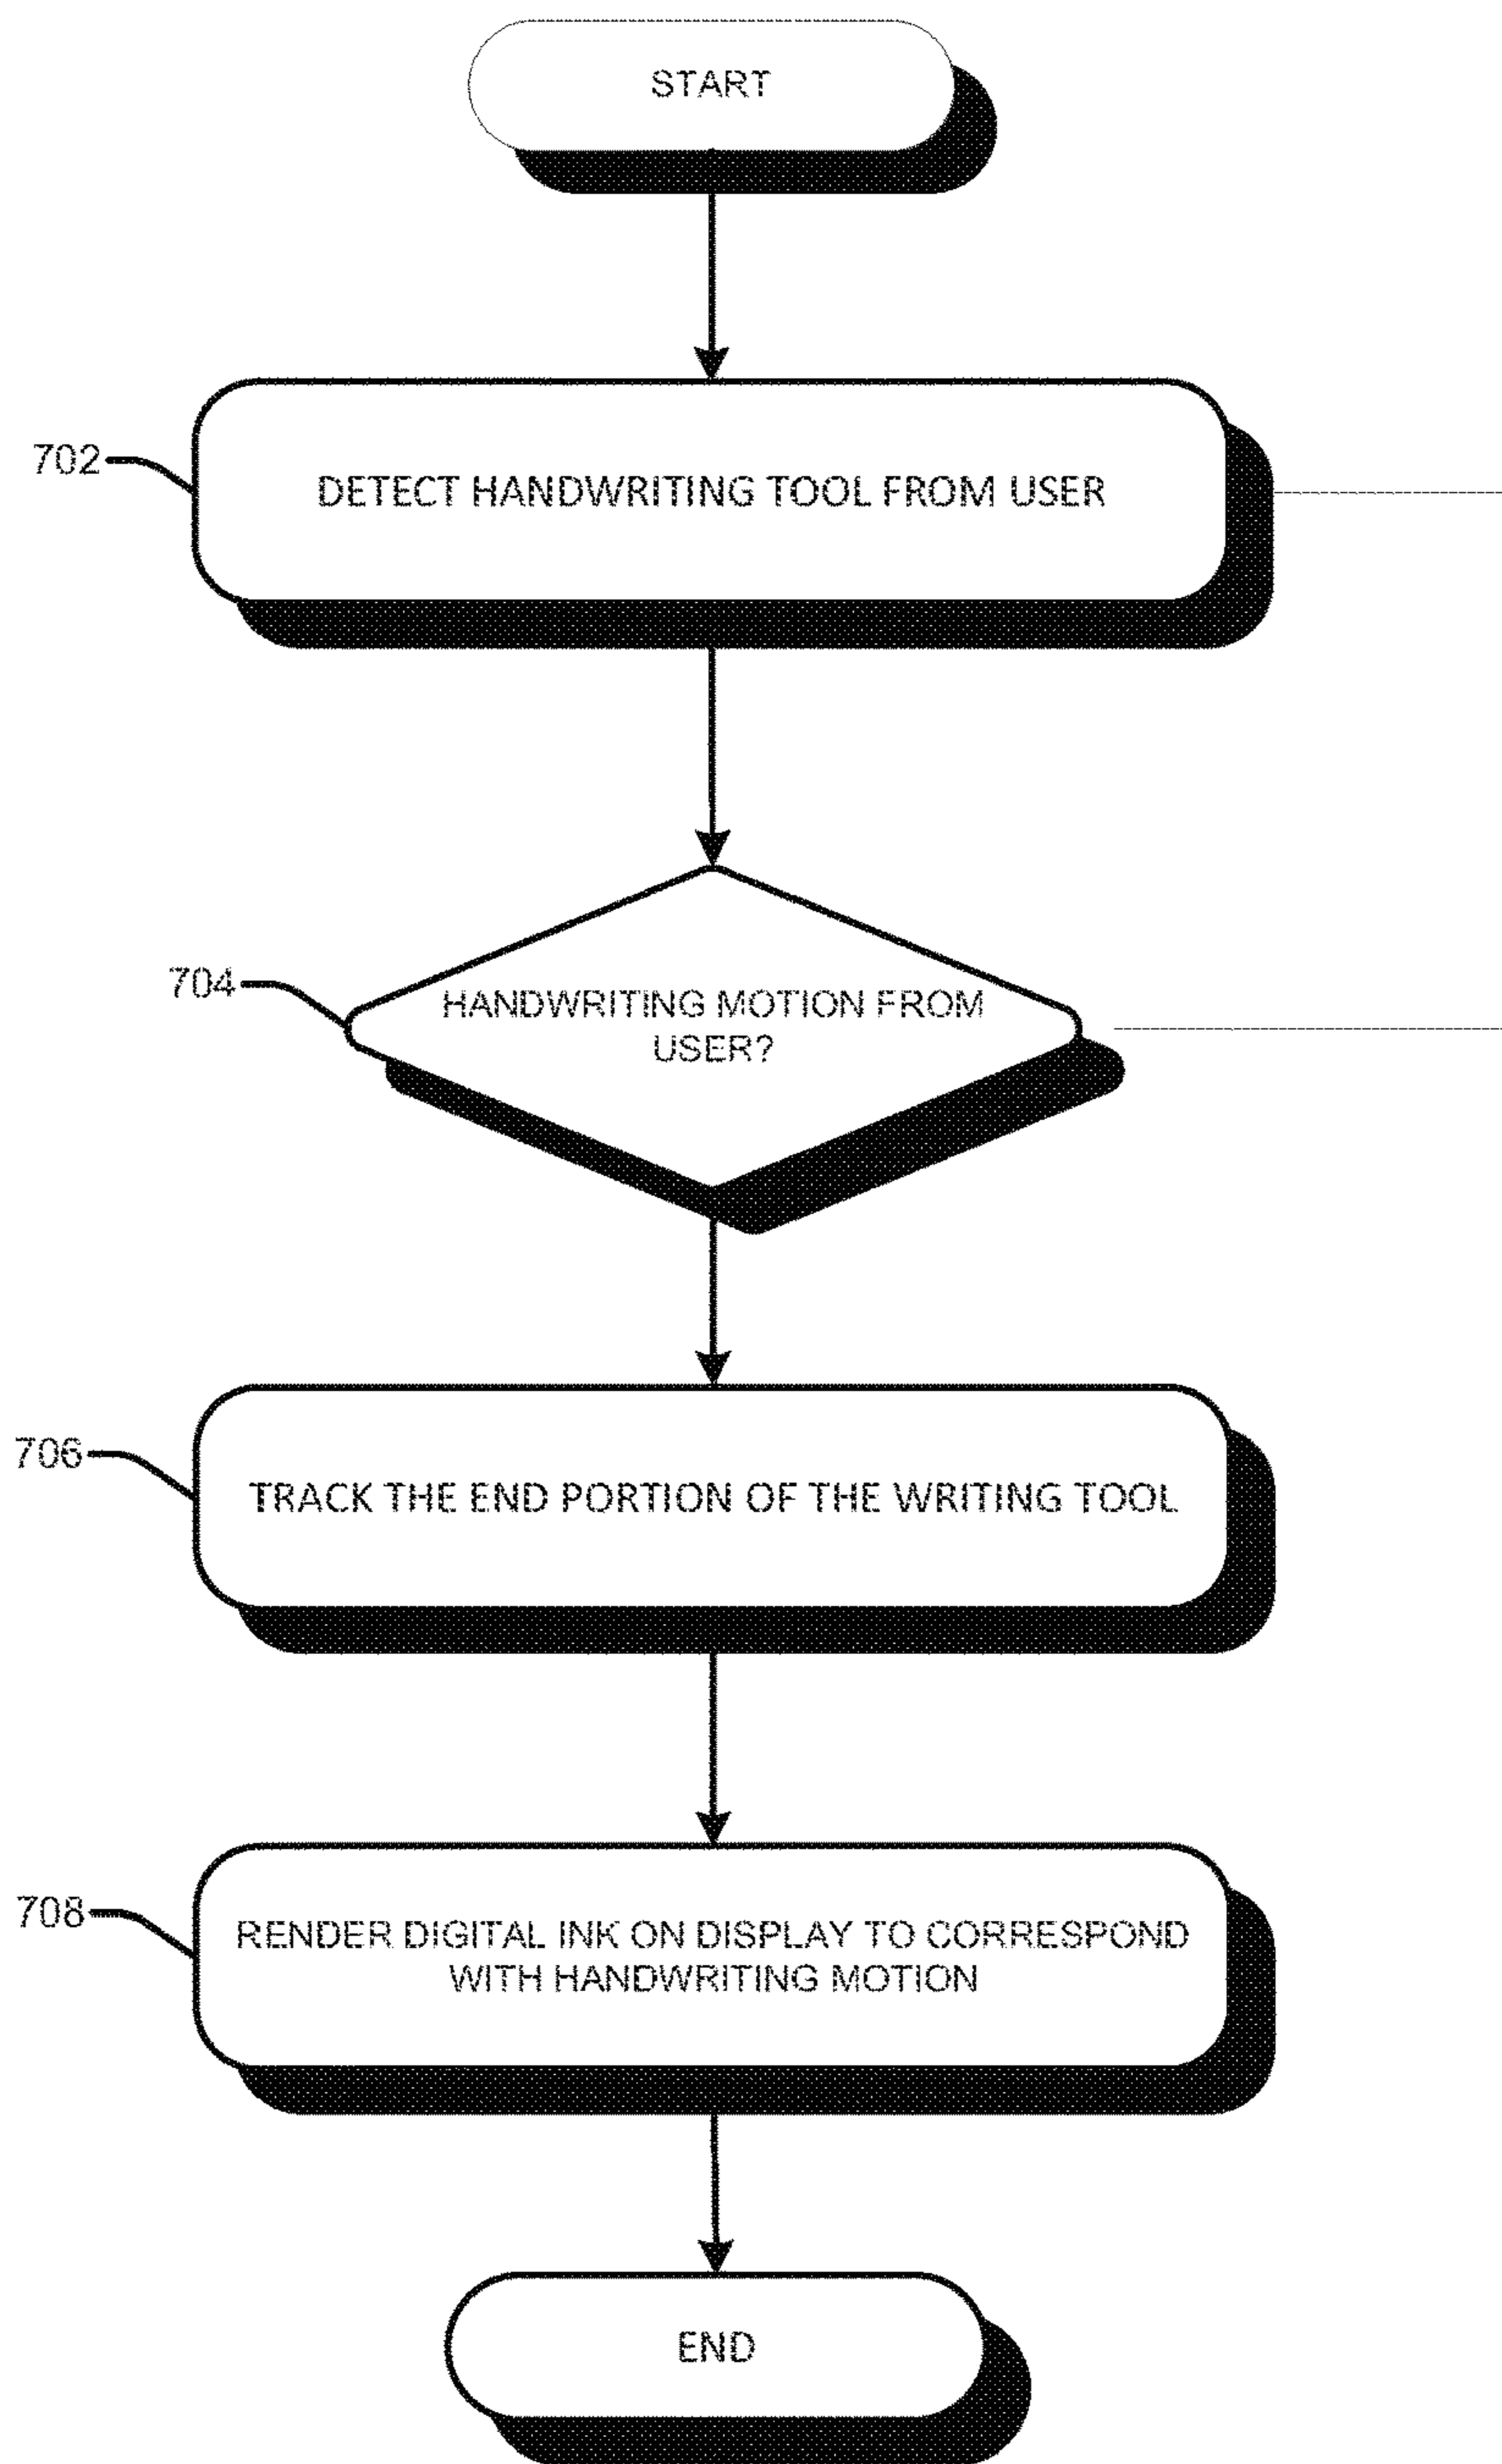 START
702
DETECT HANDWRITING TOOL FROM USER
704
HANDWRITING MOTION FROM
USER?
706
TRACK THE END PORTION OF THE WRITING TOOL
708
RENDER DIGITAL INK ON DISPLAY TO CORRESPOND
WITH HANDWRITING MOTION
END